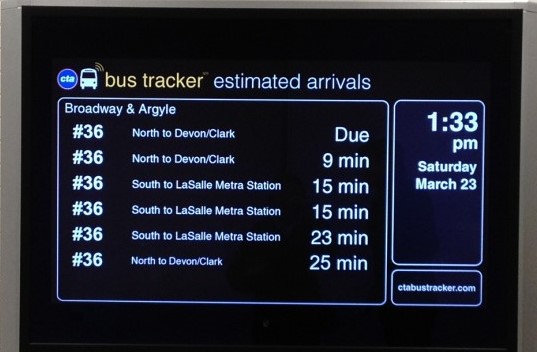 cta bus tracker℠ estimated arrivals
Broadway & Argyle
#36 North to Devon/Clark Due
#36 North to Devon/Clark 9 min
#36 South to LaSalle Metra Station 15 min
#36 South to LaSalle Metra Station 15 min
#36 South to LaSalle Metra Station 23 min
#36 North to Devon/Clark 25 min
1:33
pm
Saturday
March 23
ctabustracker.com